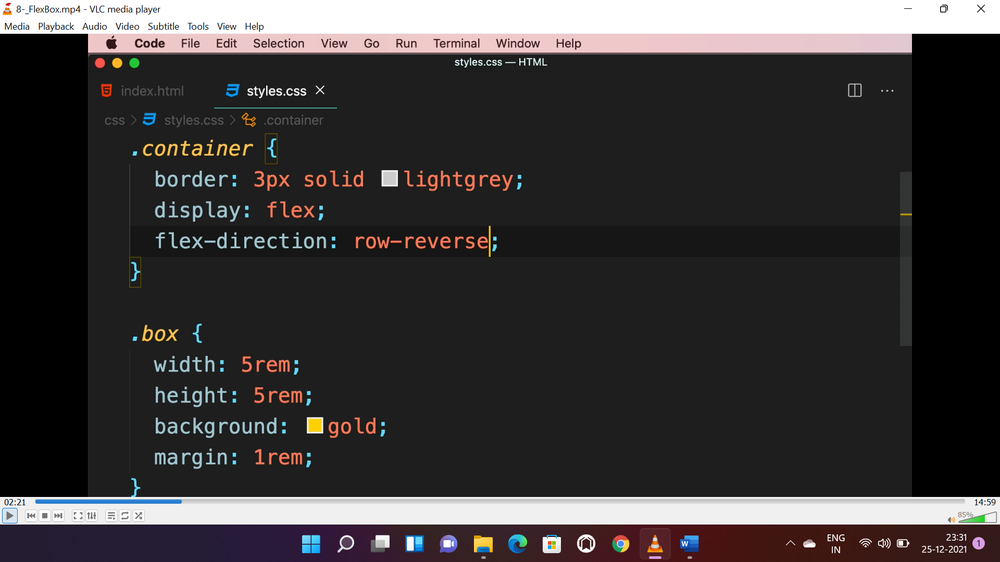 8-_FlexBox.mp4 - VLC media player
Media Playback Audio Video Subtitle Tools View Help
Code File Edit Selection View Go Run Terminal Window Help
styles.css — HTML
index.html styles.css
css > styles.css > .container
.container {
border: 3px solid lightgrey;
display: flex;
flex-direction: row-reverse;
}
.box {
width: 5rem;
height: 5rem;
background: gold;
margin: 1rem;
}
02:21 14:59
85%
ENG 23:31
IN 25-12-2021 1